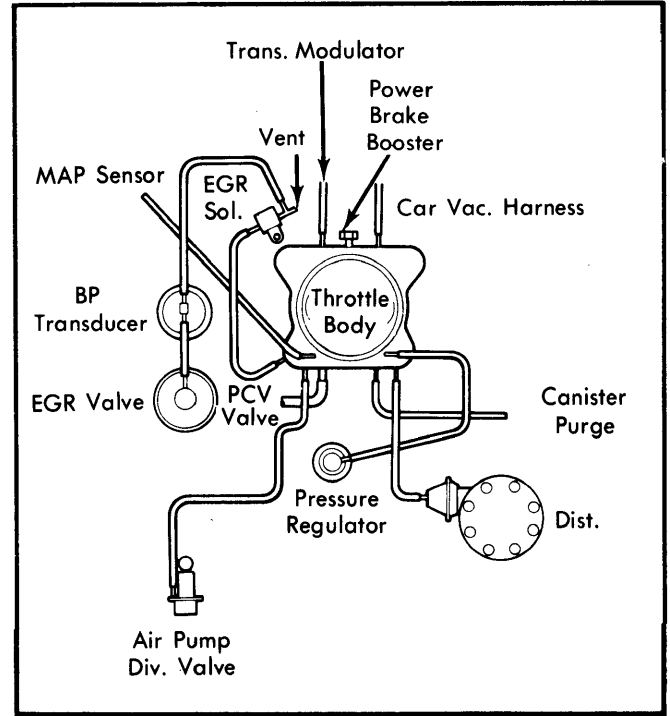 Trans. Modulator
Power
Brake
Booster
Vent
MAP Sensor
EGR
Sol.
Car Vac. Harness
BP
Transducer
Throttle
Body
EGR Valve
PCV
Valve
Canister
Purge
Pressure
Regulator
Dist.
Air Pump
Div. Valve